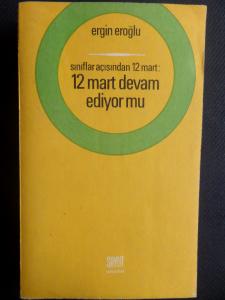 ergin eroğlu
sınıflar açısından 12 mart:
12 mart devam
ediyor mu